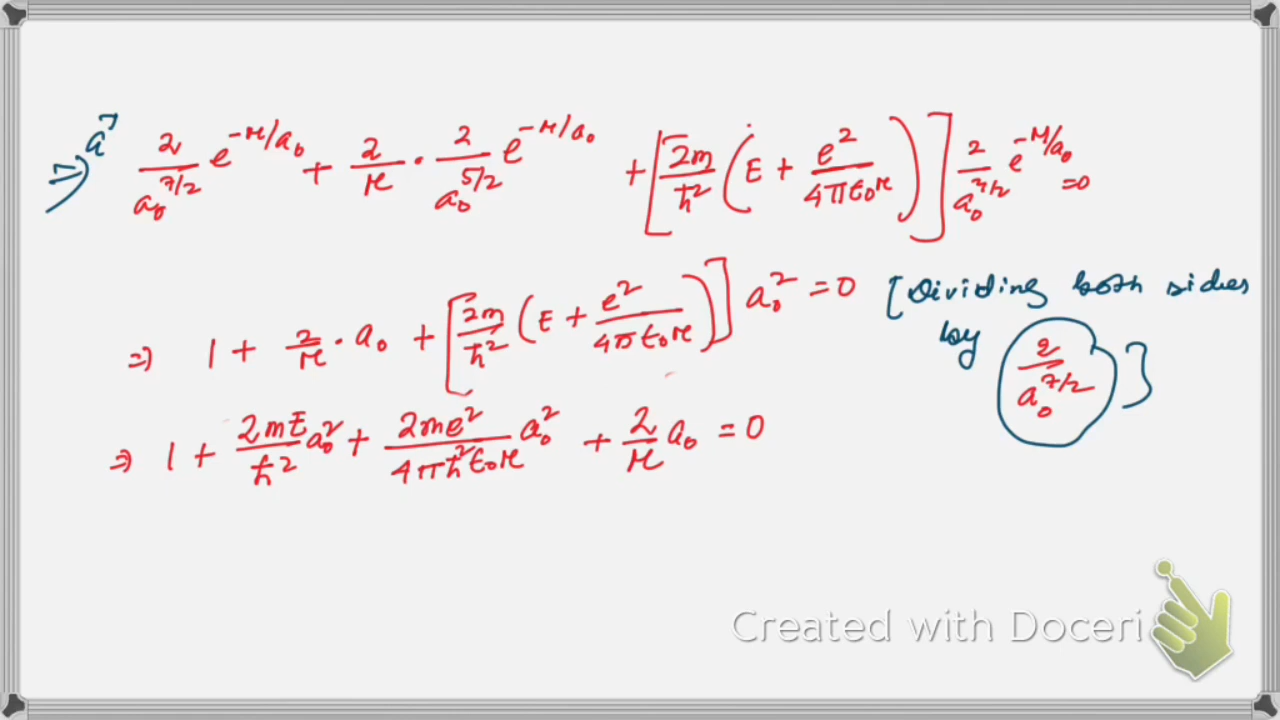 ⇒ a⁷ 2/a₀^(7/2) e^(-r/a₀) + 2/r · 2/a₀^(5/2) e^(-r/a₀) + [2m/ħ² (E + e²/4πε₀r)] 2/a₀^(3/2) e^(-r/a₀) = 0
⇒ 1 + 2/r · a₀ + [2m/ħ² (E + e²/4πε₀r)] a₀² = 0 [Dividing both sides
by 2/a₀^(7/2)]
⇒ 1 + 2mE/ħ² a₀² + 2me²/4πħ²ε₀r a₀² + 2/r a₀ = 0
Created with Doceri